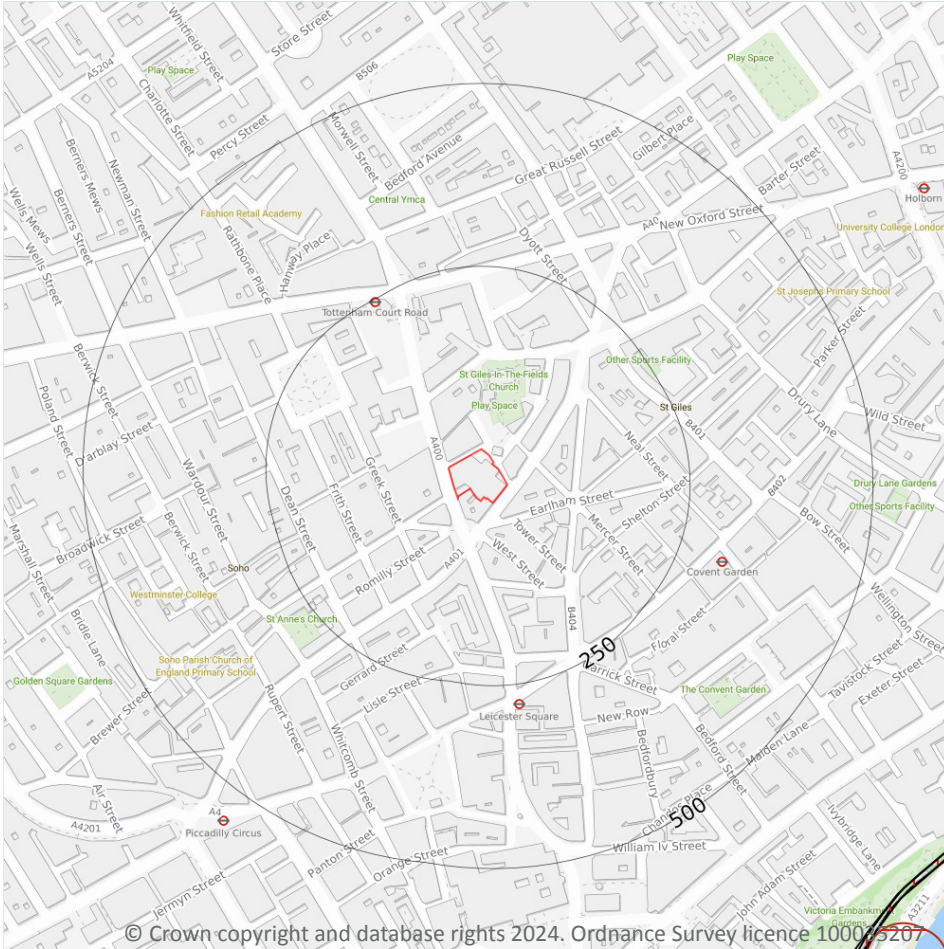 Whitfield Street
Store Street
A5204
Play Space
B506
Play Space
Charlotte Street
Percy Street
Morwell Street
Bedford Avenue
Great Russell Street
Gilbert Place
Barter Street
A4200
Holborn
Berners Mews
Newman Street
Berners Street
Wells Mews
Wells Street
Fashion Retail Academy
Rathbone Place
Hanway Place
Central Ymca
Dyott Street
A40
New Oxford Street
University College London
Tottenham Court Road
St Josephs Primary School
Parker Street
Berwick Street
Poland Street
St Giles-In-The-Fields
Church
Play Space
Other Sports Facility
St Giles
B401
Drury Lane
Wild Street
D'arblay Street
Wardour Street
A400
Greek Street
Frith Street
Dean Street
Neal Street
Shelton Street
Earlham Street
Mercer Street
Tower Street
West Street
B402
Bow Street
Drury Lane Gardens
Other Sports Facility
Marshall Street
Broadwick Street
Berwick Street
Soho
Romilly Street
A401
Covent Garden
Westminster College
St Anne's Church
B404
Floral Street
Wellington Street
Bridle Lane
Soho Parish Church of
England Primary School
Gerrard Street
250
Golden Square Gardens
Lisle Street
The Convent Garden
Tavistock Street
Exeter Street
Brewer Street
Rupert Street
Leicester Square
New Row
Whitcomb Street
Bedfordbury
Bedford Street
Maiden Lane
Air Street
A4201
A4
Piccadilly Circus
500
Panton Street
Orange Street
William Iv Street
Ivybridge Lane
Jermyn Street
John Adam Street
Victoria Embankment
Gardens
A3211
© Crown copyright and database rights 2024. Ordnance Survey licence 100035207